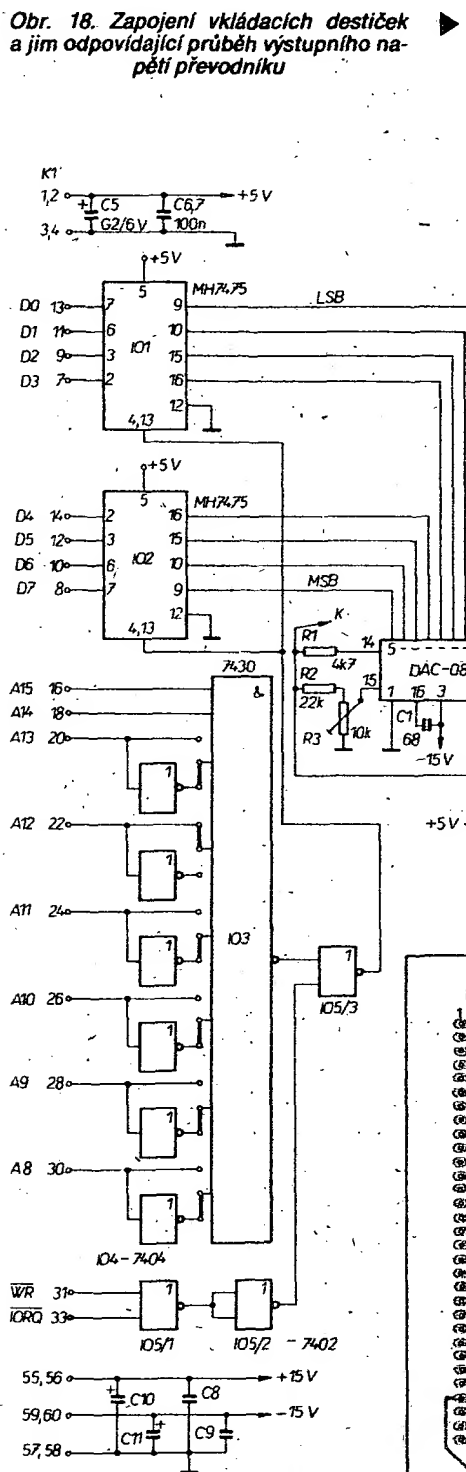 Obr. 18. Zapojení vkládacích destiček
a jim odpovídající průběh výstupního na-
pětí převodníku
K1
1,2
+
C5
G2/6V
C6,7
100n
+5V
3,4
+5V
5
MH7475
D0 13 7
D1 11 6
D2 9 3
D3 7 2
IO1
9 LSB
10
15
16
12
4,13
+5V
5
MH7475
D4 14 2
D5 12 3
D6 10 6
D7 8 7
IO2
16
15
10
9 MSB
12
4,13
K
R1
4k7
14
5
DAC-08
R2
22k
15
R3
10k
1 16 3
C1
68
-15V
+5V
7430
&
A15 16
A14 18
A13 20
1
A12 22
1
A11 24
1
IO3
A10 26
1
A9 28
1
A8 30
1
1
IO5/3
IO4-7404
WR 31
IORQ 33
1
IO5/1
1
IO5/2 - 7402
55,56
+
C10
C8
+15V
59,60
C11
+
C9
-15V
57,58
1